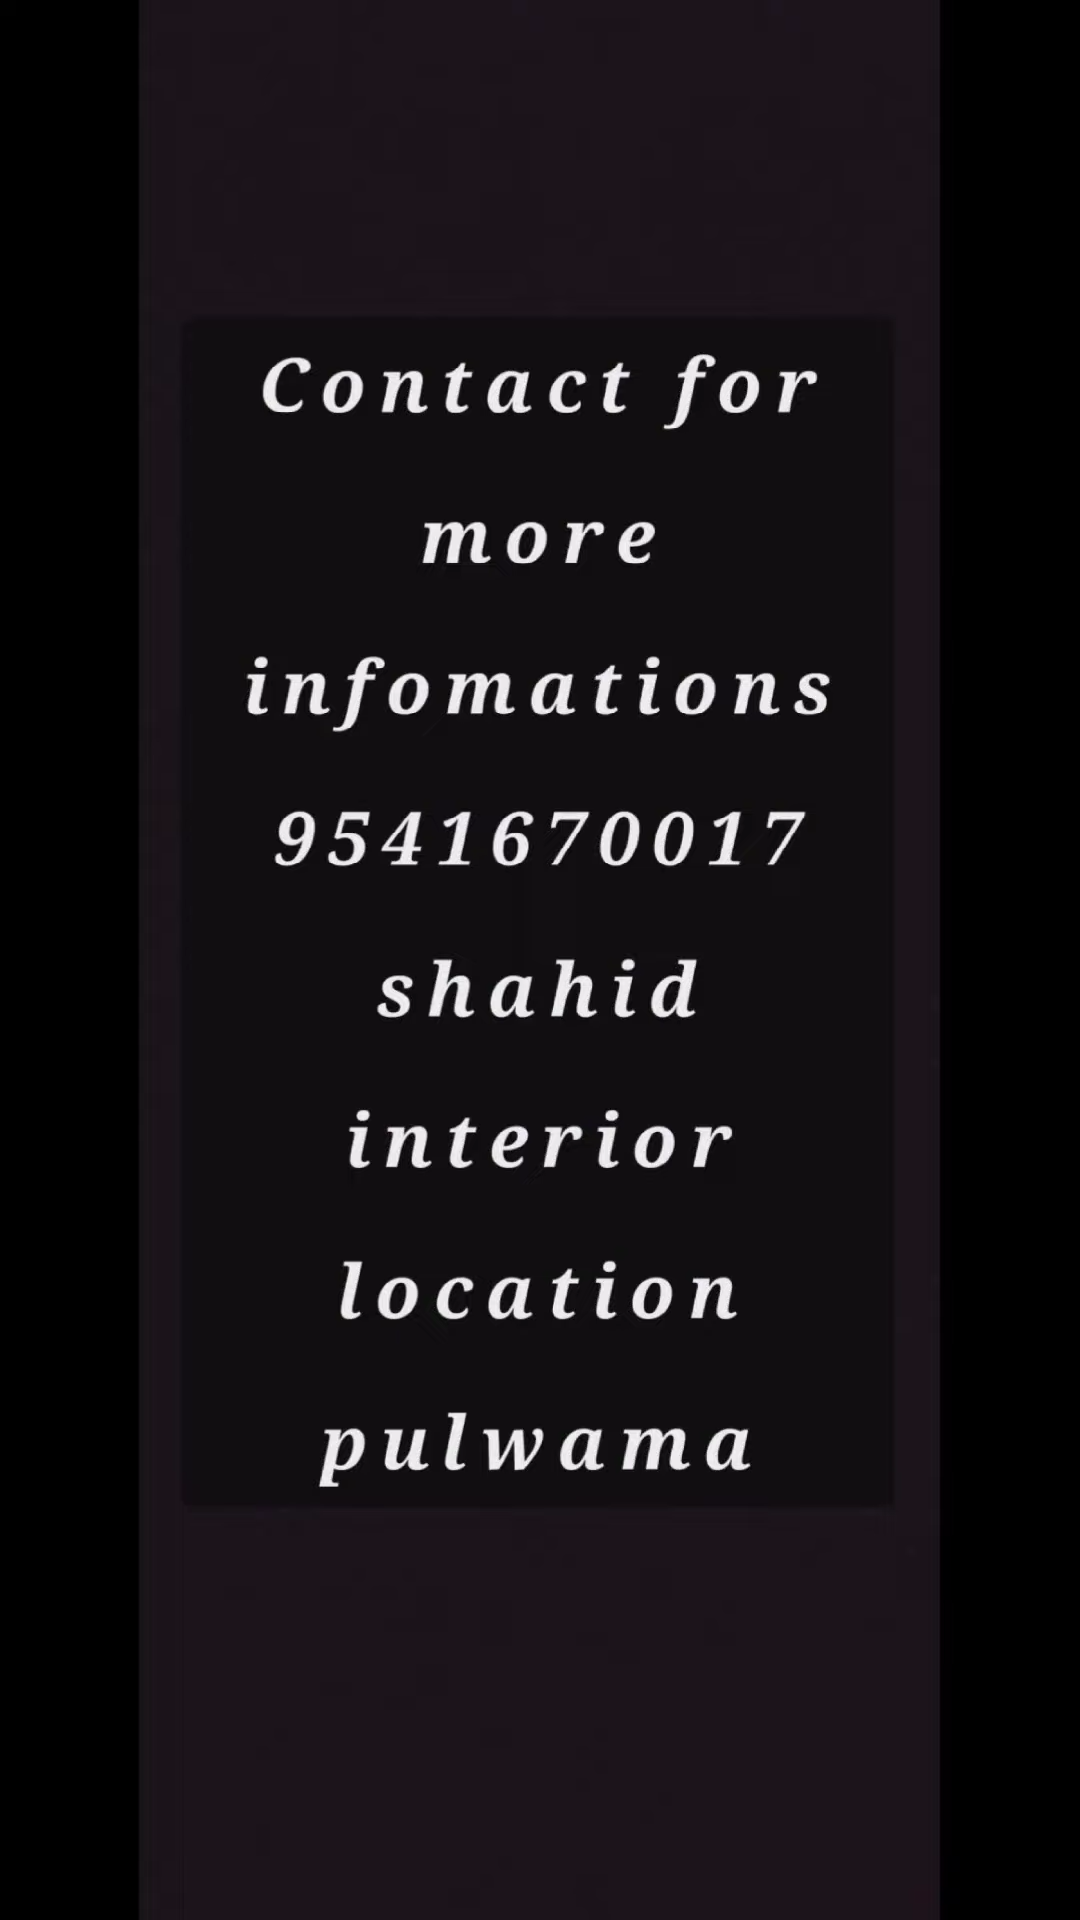 Contact for
more
infomations
9541670017
shahid
interior
location
pulwama